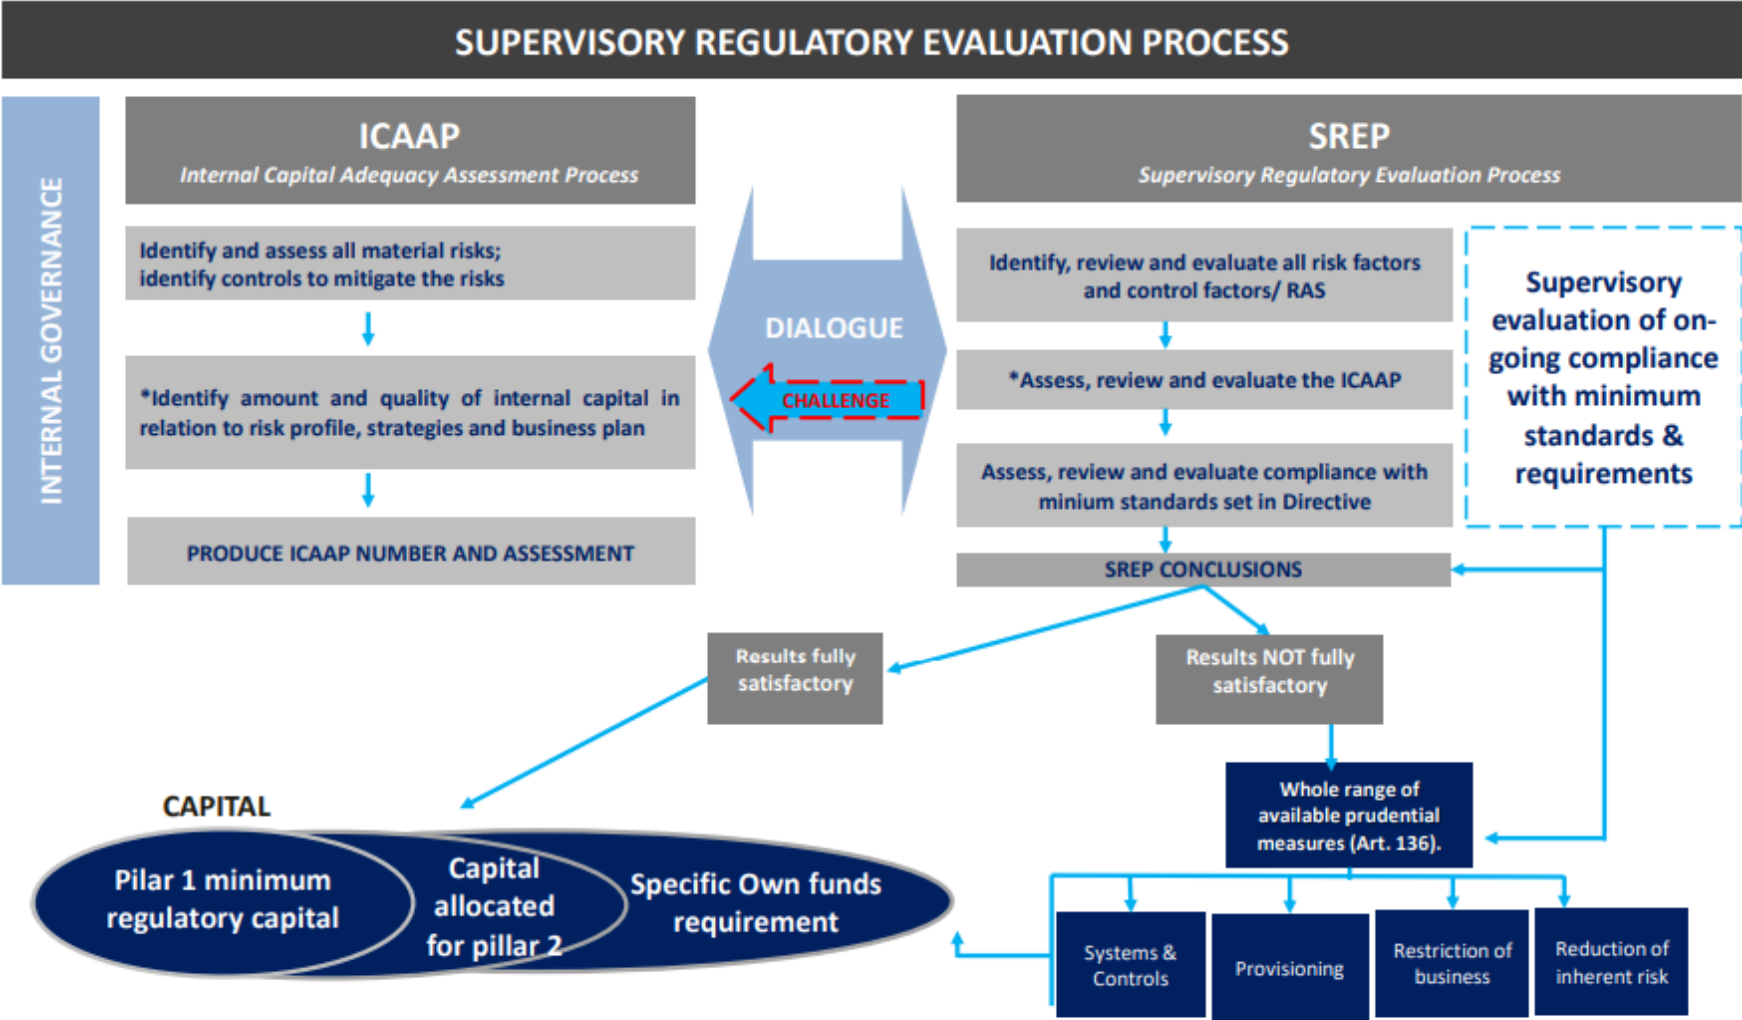 SUPERVISORY REGULATORY EVALUATION PROCESS
INTERNAL GOVERNANCE
ICAAP
Internal Capital Adequacy Assessment Process
Identify and assess all material risks;
identify controls to mitigate the risks
*Identify amount and quality of internal capital in
relation to risk profile, strategies and business plan
PRODUCE ICAAP NUMBER AND ASSESSMENT
DIALOGUE
CHALLENGE
SREP
Supervisory Regulatory Evaluation Process
Identify, review and evaluate all risk factors
and control factors/ RAS
*Assess, review and evaluate the ICAAP
Assess, review and evaluate compliance with
minium standards set in Directive
SREP CONCLUSIONS
Supervisory
evaluation of on-
going compliance
with minimum
standards &
requirements
Results fully
satisfactory
Results NOT fully
satisfactory
Whole range of
available prudential
measures (Art. 136).
CAPITAL
Pilar 1 minimum
regulatory capital
Capital
allocated
for pillar 2
Specific Own funds
requirement
Systems &
Controls
Provisioning
Restriction of
business
Reduction of
inherent risk